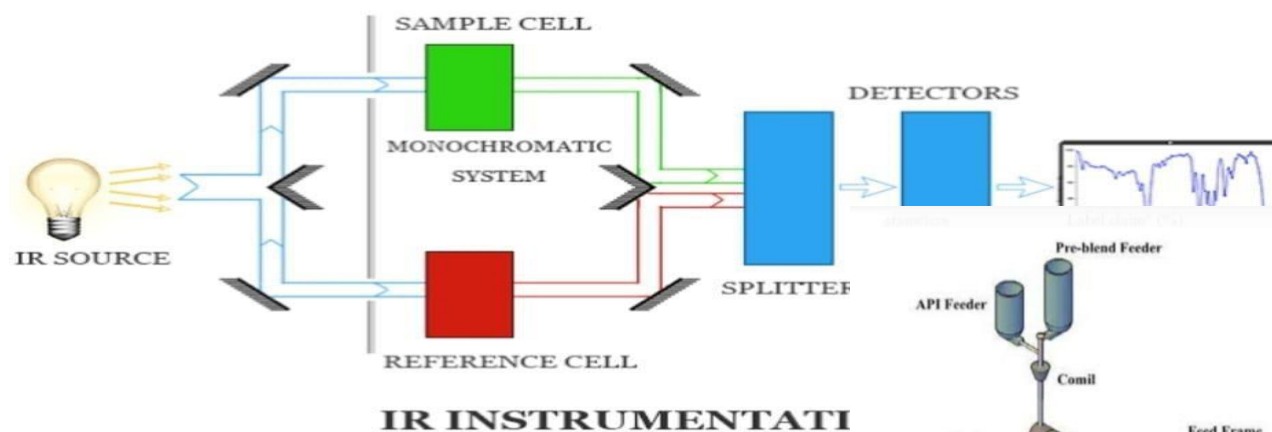 SAMPLE CELL
DETECTORS
MONOCHROMATIC
SYSTEM
IR SOURCE
SPLITTER
REFERENCE CELL
IR INSTRUMENTATI
Pre-blend Feeder
API Feeder
Comil
Feed Frame